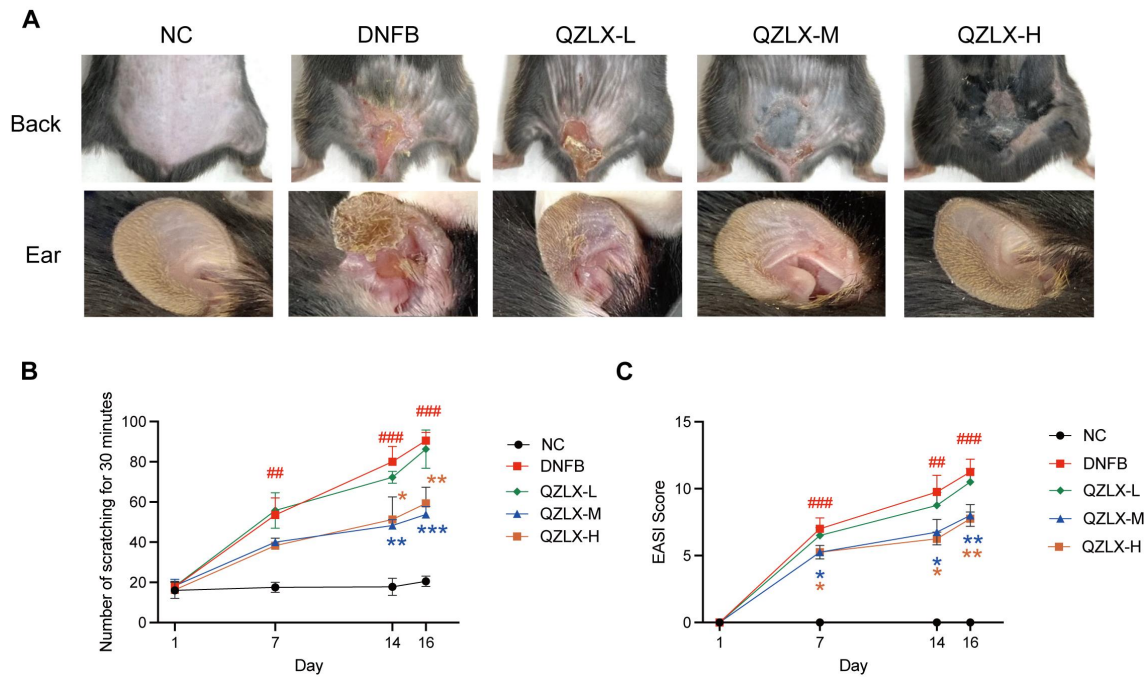 A
NC DNFB QZLX-L QZLX-M QZLX-H
Back
Ear
B
Number of scratching for 30 minutes
100
80
60
40
20
0
1 7 14 16
Day
##
###
###
*
**
**
***
NC
DNFB
QZLX-L
QZLX-M
QZLX-H
C
EASI Score
15
10
5
0
1 7 14 16
Day
###
##
###
*
*
*
*
**
**
NC
DNFB
QZLX-L
QZLX-M
QZLX-H